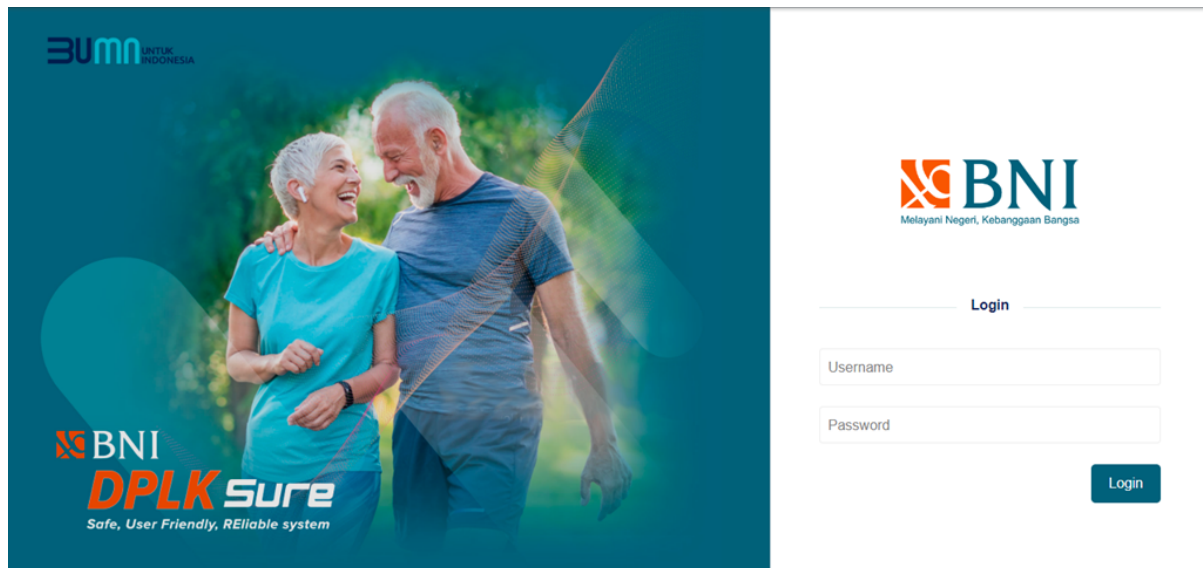 BUMN UNTUK
INDONESIA
BNI
DPLK Sure
Safe, User Friendly, REliable system
BNI
Melayani Negeri, Kebanggaan Bangsa
Login
Username
Password
Login